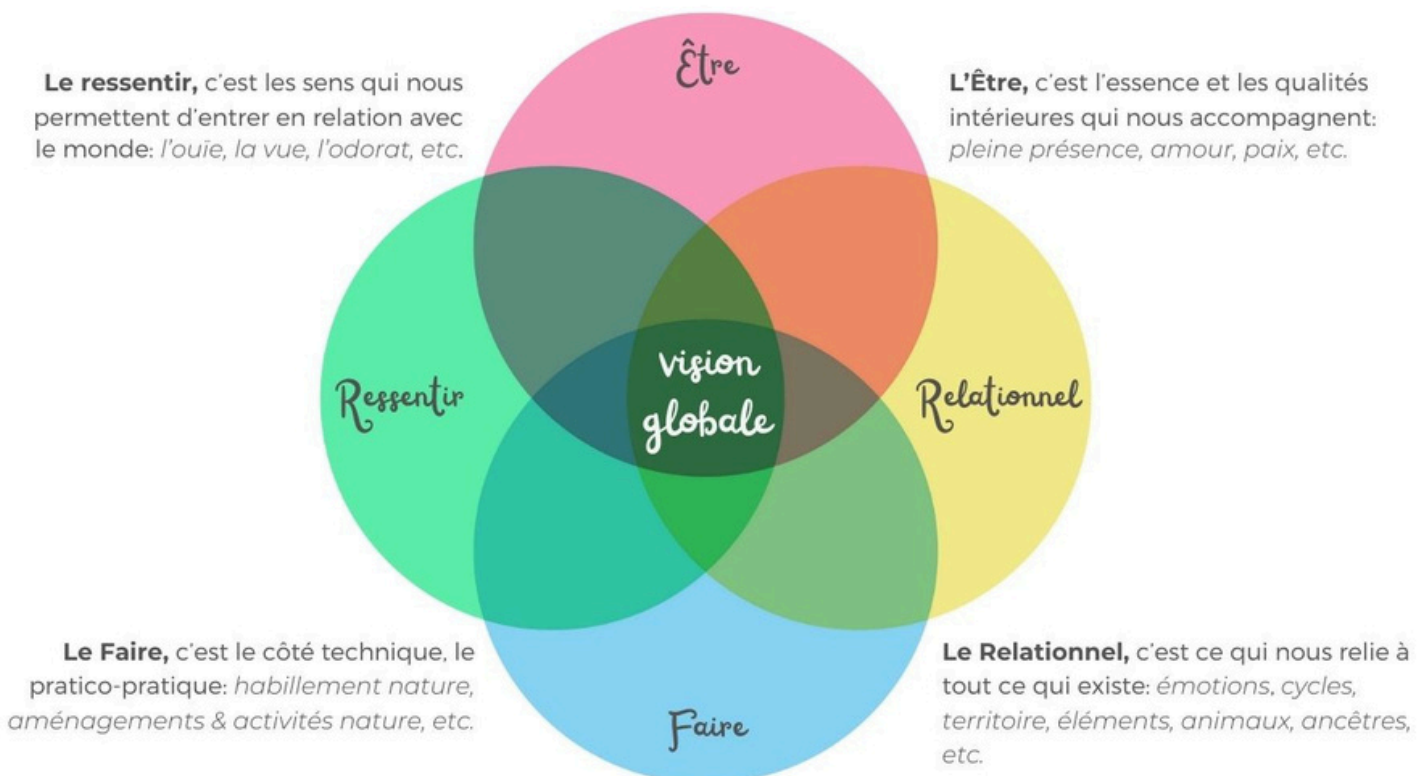 Être
Le ressentir, c'est les sens qui nous
permettent d'entrer en relation avec
le monde: l'ouïe, la vue, l'odorat, etc.
L'Être, c'est l'essence et les qualités
intérieures qui nous accompagnent:
pleine présence, amour, paix, etc.
Ressentir
vision
globale
Relationnel
Le Faire, c'est le côté technique, le
pratico-pratique: habillement nature,
aménagements & activités nature, etc.
Le Relationnel, c'est ce qui nous relie à
tout ce qui existe: émotions, cycles,
territoire, éléments, animaux, ancêtres,
etc.
Faire